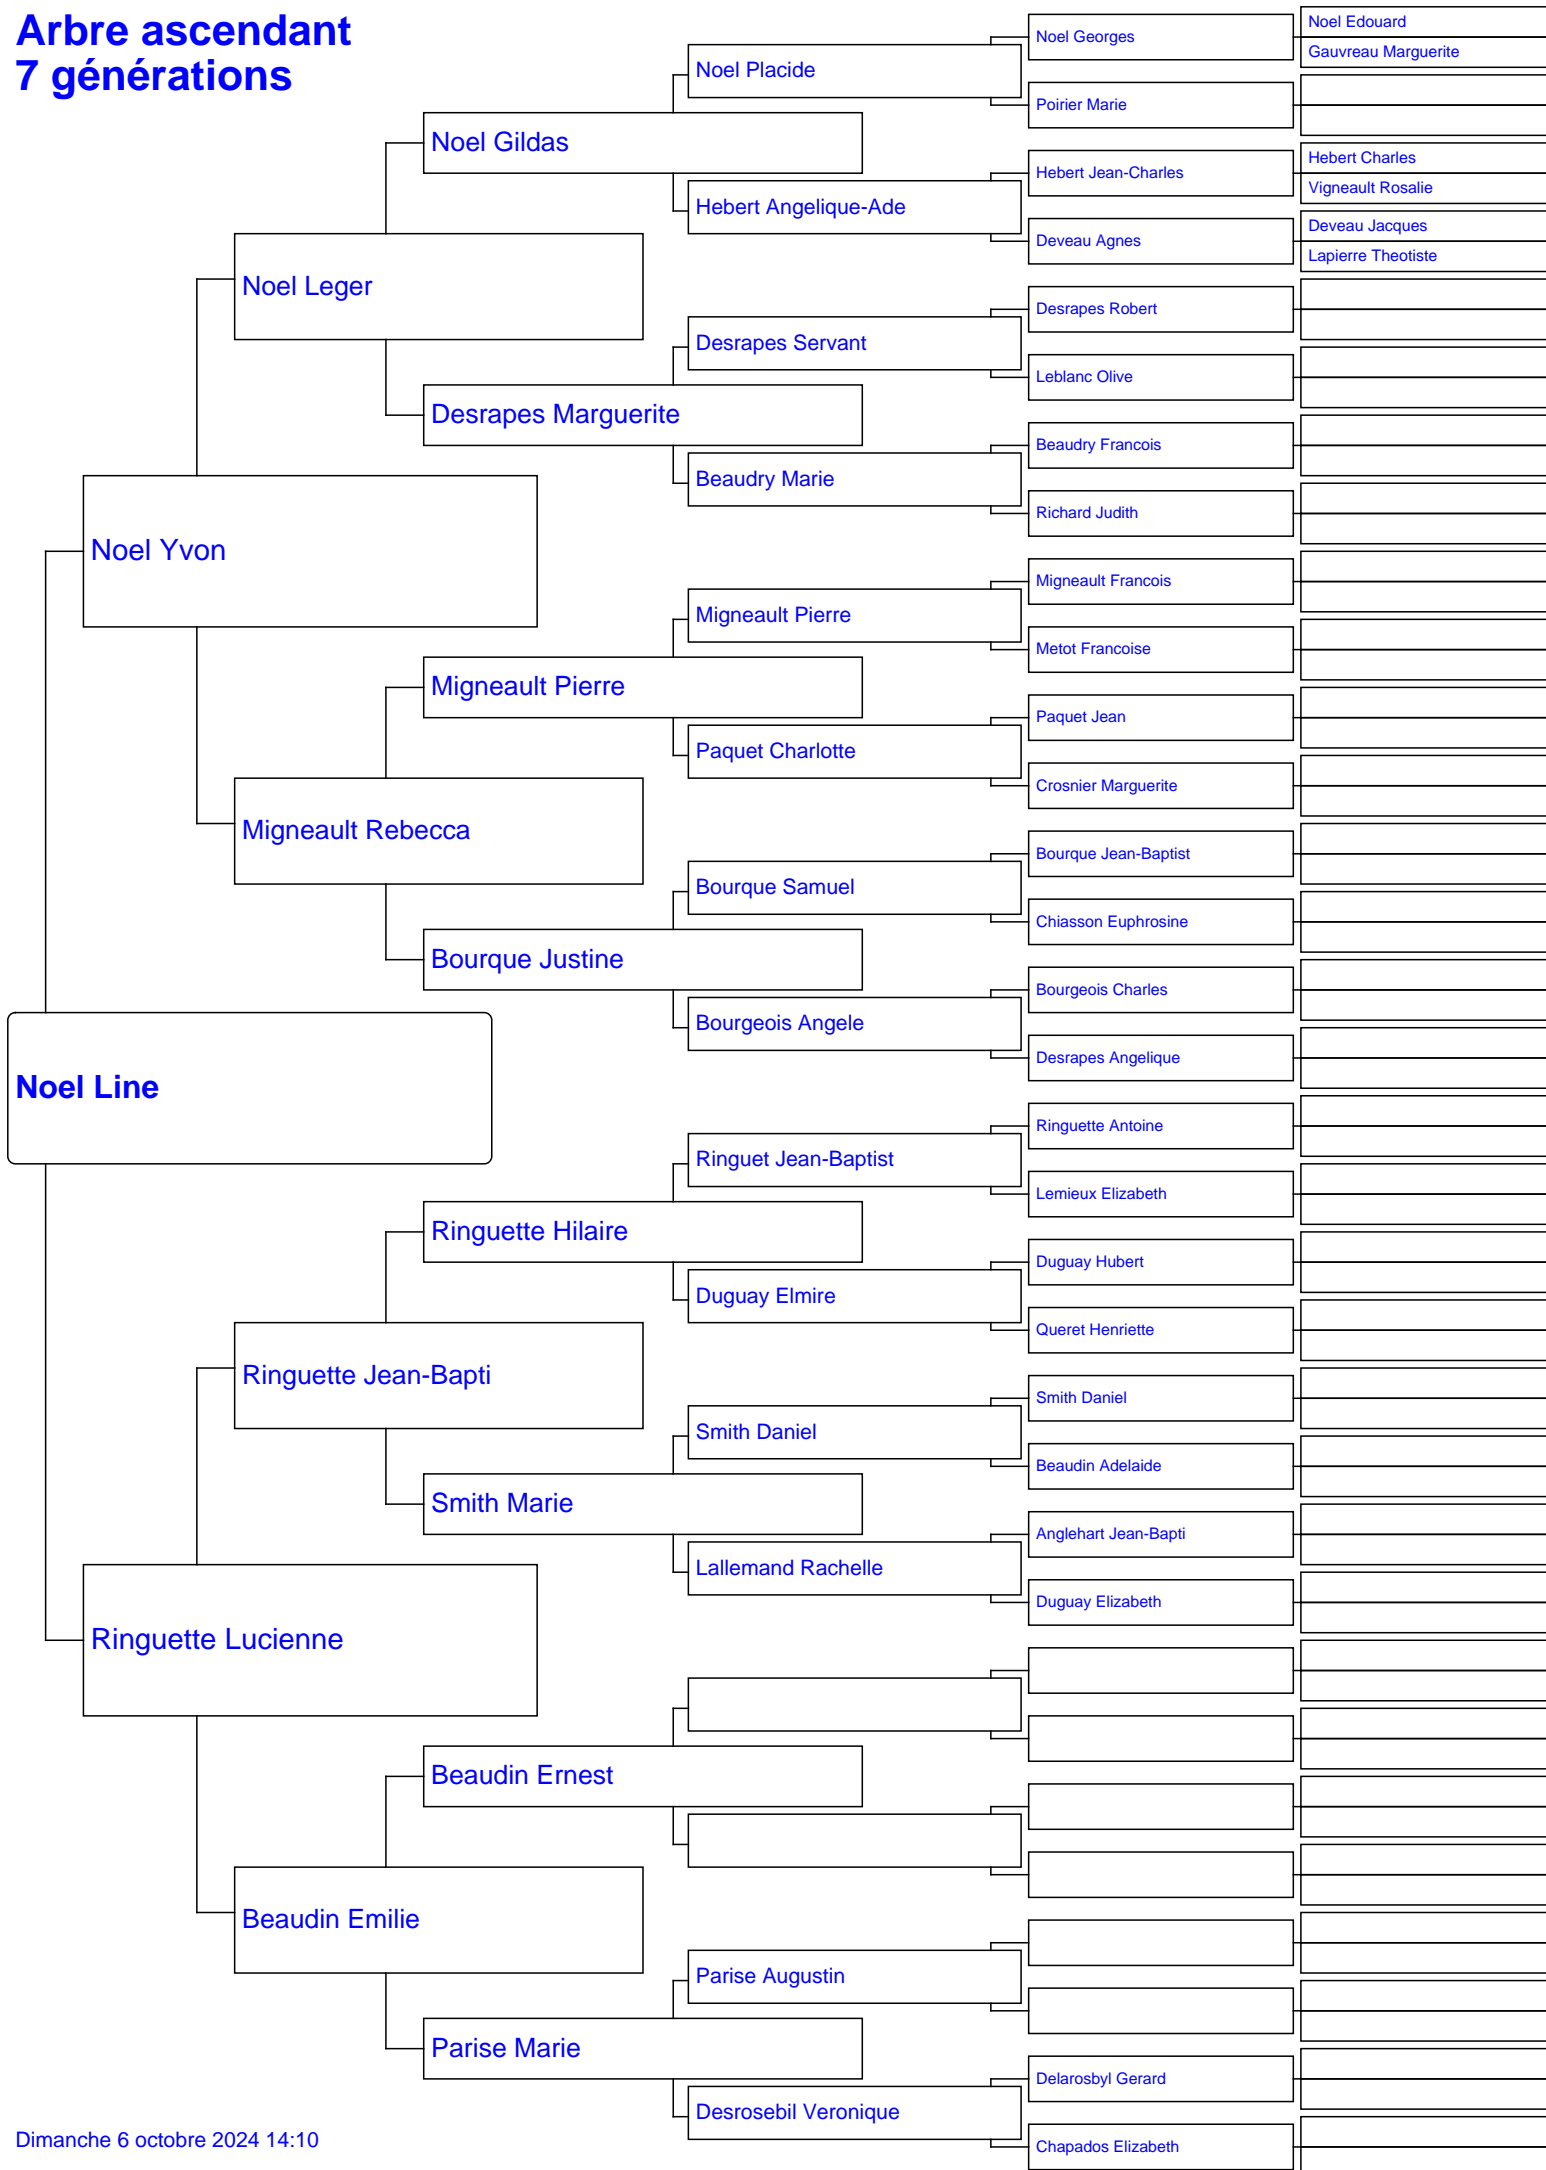 Arbre ascendant
7 générations
Noel Edouard
Noel Georges
Gauvreau Marguerite
Noel Placide
Poirier Marie
Noel Gildas
Hebert Charles
Hebert Jean-Charles
Vigneault Rosalie
Hebert Angelique-Ade
Deveau Jacques
Deveau Agnes
Lapierre Theotiste
Noel Leger
Desrapes Robert
Desrapes Servant
Leblanc Olive
Desrapes Marguerite
Beaudry Francois
Beaudry Marie
Richard Judith
Noel Yvon
Migneault Francois
Migneault Pierre
Metot Francoise
Migneault Pierre
Paquet Jean
Paquet Charlotte
Crosnier Marguerite
Migneault Rebecca
Bourque Jean-Baptist
Bourque Samuel
Chiasson Euphrosine
Bourque Justine
Bourgeois Charles
Bourgeois Angele
Desrapes Angelique
Noel Line
Ringuette Antoine
Ringuet Jean-Baptist
Lemieux Elizabeth
Ringuette Hilaire
Duguay Hubert
Duguay Elmire
Queret Henriette
Ringuette Jean-Bapti
Smith Daniel
Smith Daniel
Beaudin Adelaide
Smith Marie
Anglehart Jean-Bapti
Lallemand Rachelle
Duguay Elizabeth
Ringuette Lucienne
Beaudin Ernest
Beaudin Emilie
Parise Augustin
Parise Marie
Delarosbyl Gerard
Desrosebil Veronique
Chapados Elizabeth
Dimanche 6 octobre 2024 14:10